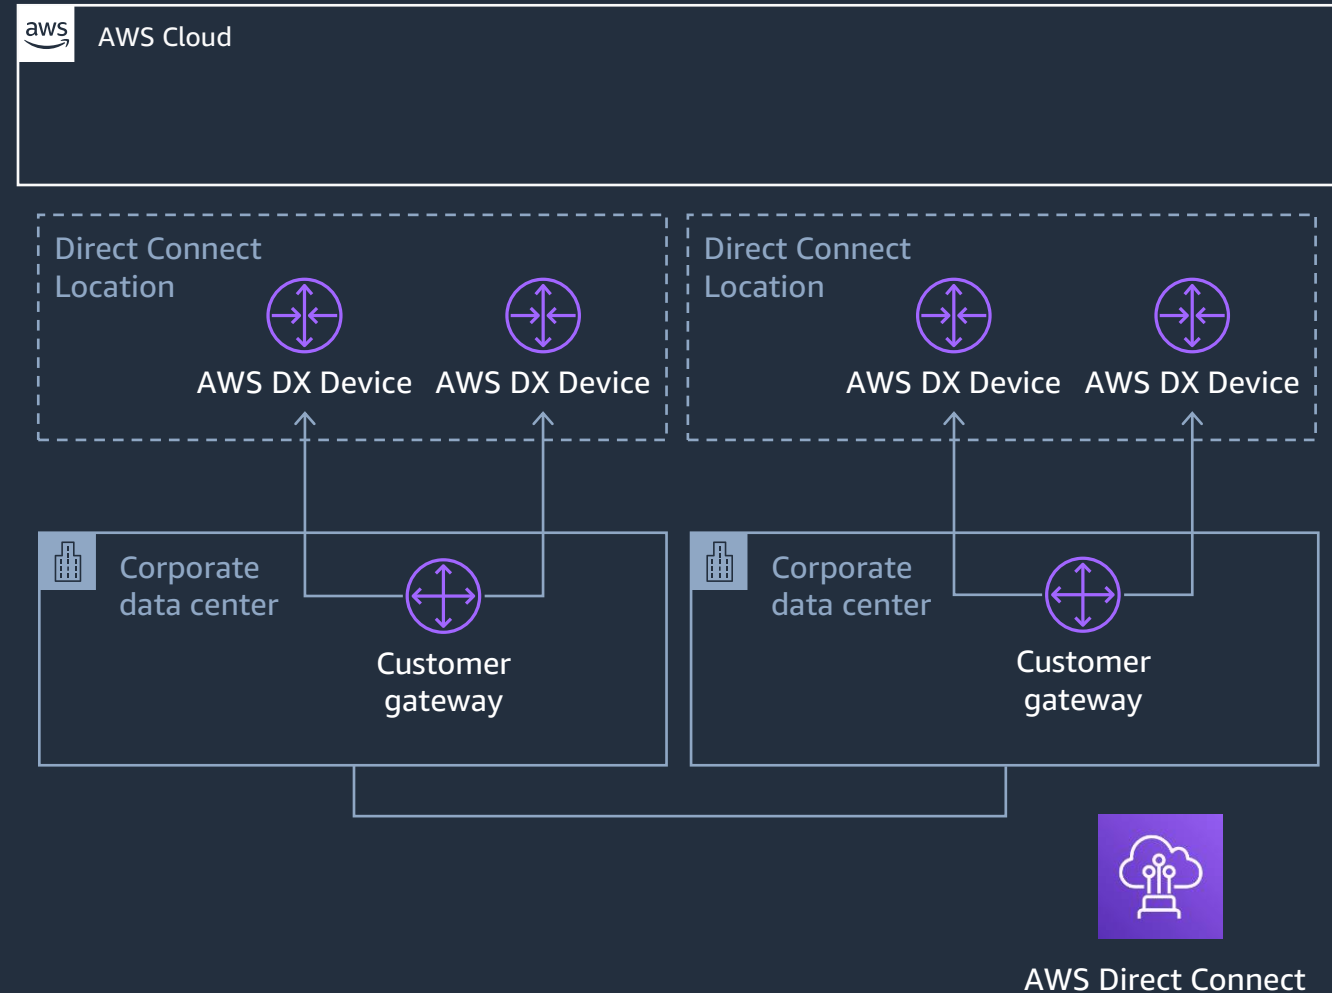 aws
AWS Cloud
Direct Connect
Location
AWS DX Device
AWS DX Device
Direct Connect
Location
AWS DX Device
AWS DX Device
Corporate
data center
Customer
gateway
Corporate
data center
Customer
gateway
AWS Direct Connect